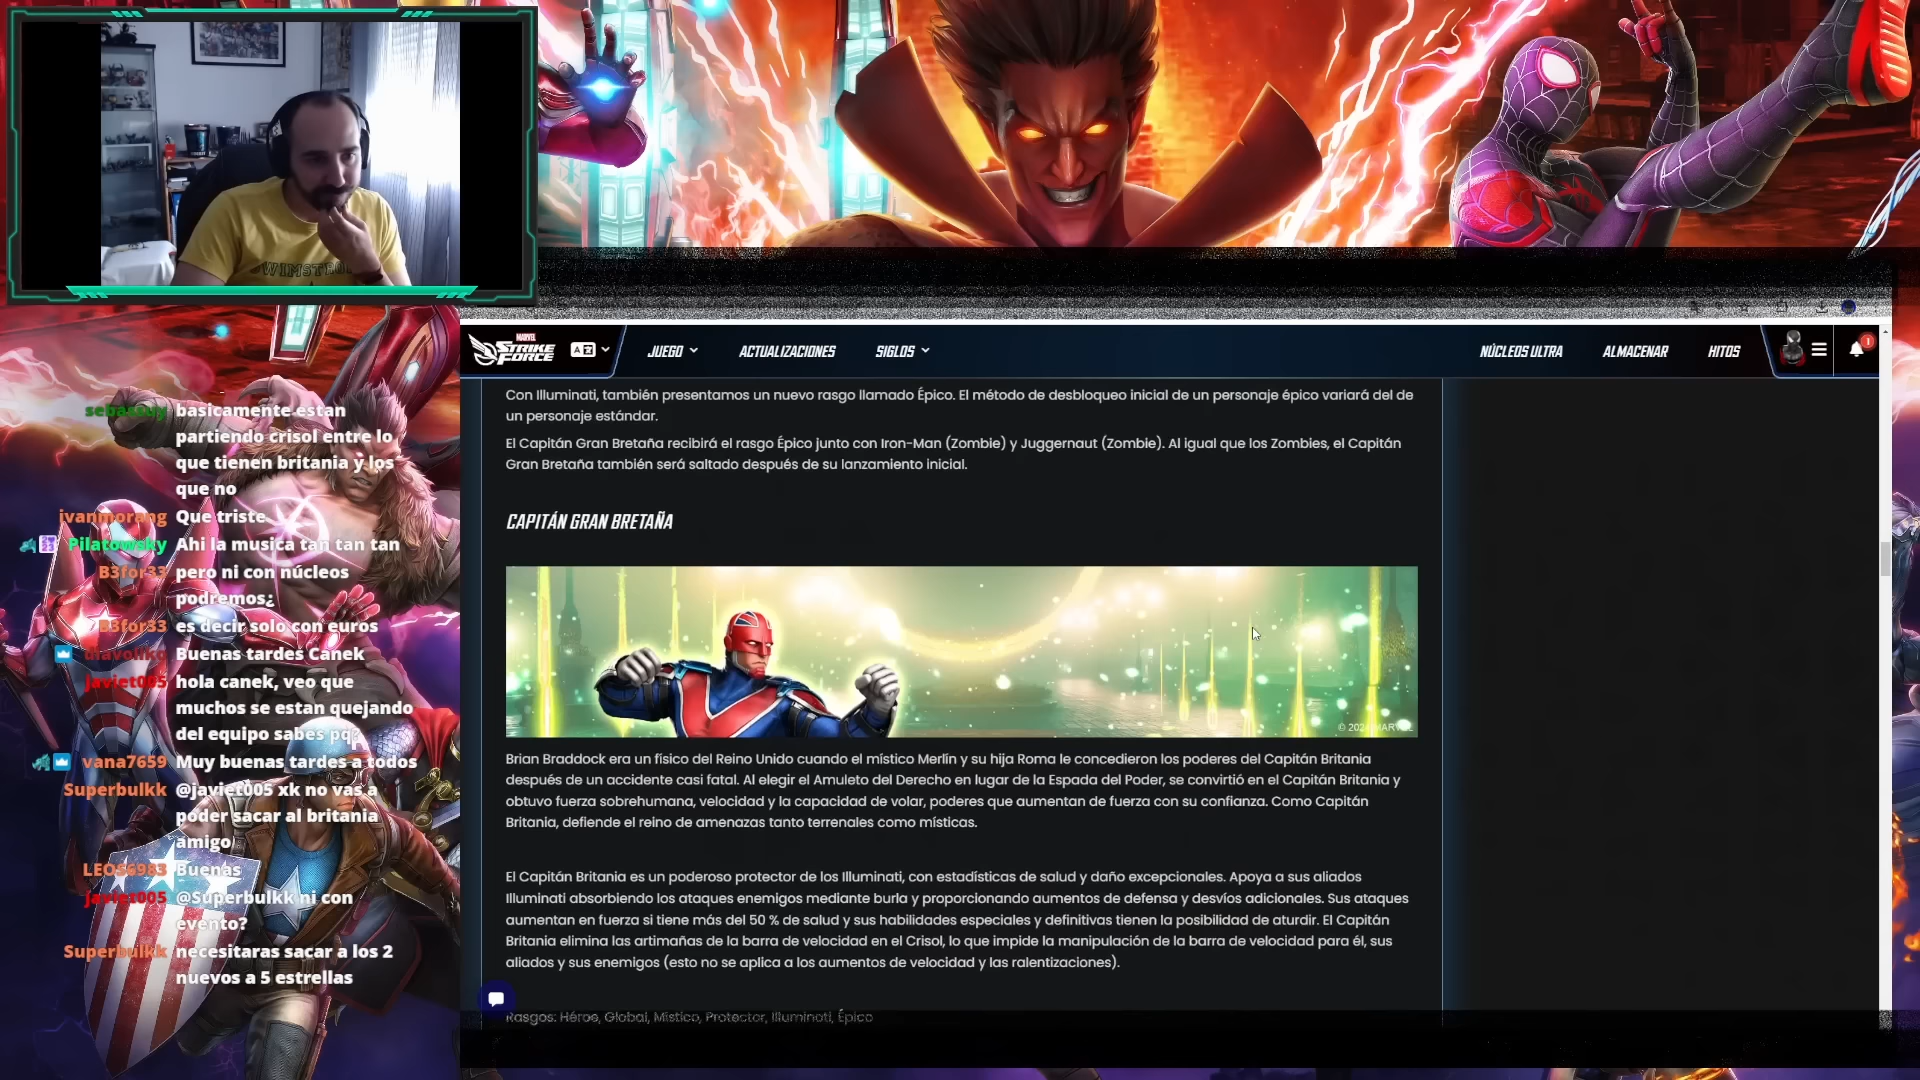 SWIMSTRO
MARVEL
STRIKE
FORCE
JUEGO
ACTUALIZACIONES
SIGLOS
NÚCLEOS ULTRA
ALMACENAR
HITOS
1
Con Illuminati, también presentamos un nuevo rasgo llamado Épico. El método de desbloqueo inicial de un personaje épico variará del de
un personaje estándar.
El Capitán Gran Bretaña recibirá el rasgo Épico junto con Iron-Man (Zombie) y Juggernaut (Zombie). Al igual que los Zombies, el Capitán
Gran Bretaña también será saltado después de su lanzamiento inicial.
CAPITÁN GRAN BRETAÑA
Brian Braddock era un físico del Reino Unido cuando el místico Merlín y su hija Roma le concedieron los poderes del Capitán Britania
después de un accidente casi fatal. Al elegir el Amuleto del Derecho en lugar de la Espada del Poder, se convirtió en el Capitán Britania y
obtuvo fuerza sobrehumana, velocidad y la capacidad de volar, poderes que aumentan de fuerza con su confianza. Como Capitán
Britania, defiende el reino de amenazas tanto terrenales como místicas.
El Capitán Britania es un poderoso protector de los Illuminati, con estadísticas de salud y daño excepcionales. Apoya a sus aliados
Illuminati absorbiendo los ataques enemigos mediante burla y proporcionando aumentos de defensa y desvíos adicionales. Sus ataques
aumentan en fuerza si tiene más del 50 % de salud y sus habilidades especiales y definitivas tienen la posibilidad de aturdir. El Capitán
Britania elimina las artimañas de la barra de velocidad en el Crisol, lo que impide la manipulación de la barra de velocidad para él, sus
aliados y sus enemigos (esto no se aplica a los aumentos de velocidad y las ralentizaciones).
Rasgos: Héroe, Global, Místico, Protector, Illuminati, Épico
basicamente estan
partiendo crisol entre lo
que tienen britania y los
que no
ivanmorang Que triste
Pilatowsky Ahi la musica tan tan tan
B3for33 pero ni con núcleos
podremos¿
B3for33 es decir solo con euros
Buenas tardes Canek
javiet005 hola canek, veo que
muchos se estan quejando
del equipo sabes pq?
vana7659 Muy buenas tardes a todos
Superbulkk @javiet005 xk no vas a
poder sacar al britania
amigo
LEOS6983 Buenas
javiet005 @Superbulkk ni con
evento?
Superbulkk necesitaras sacar a los 2
nuevos a 5 estrellas